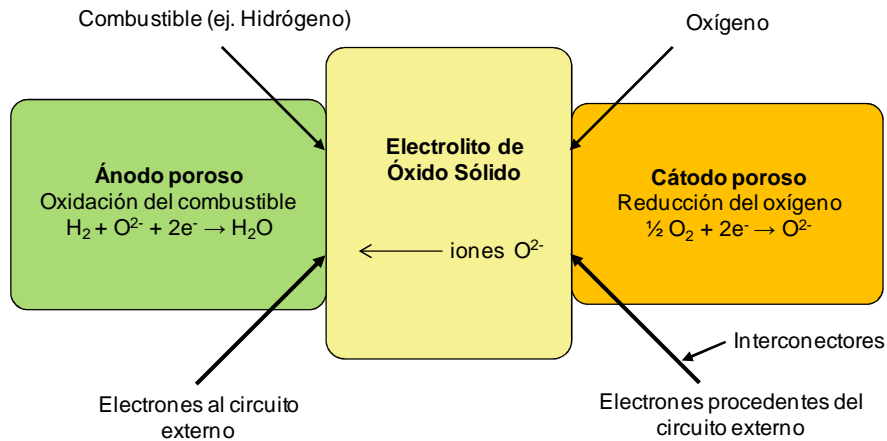 Combustible (ej. Hidrógeno)
Oxígeno
Ánodo poroso
Oxidación del combustible
H₂ + O²⁻ + 2e⁻ → H₂O
Electrolito de
Óxido Sólido
iones O²⁻
Cátodo poroso
Reducción del oxígeno
½ O₂ + 2e⁻ → O²⁻
Interconectores
Electrones al circuito
externo
Electrones procedentes del
circuito externo